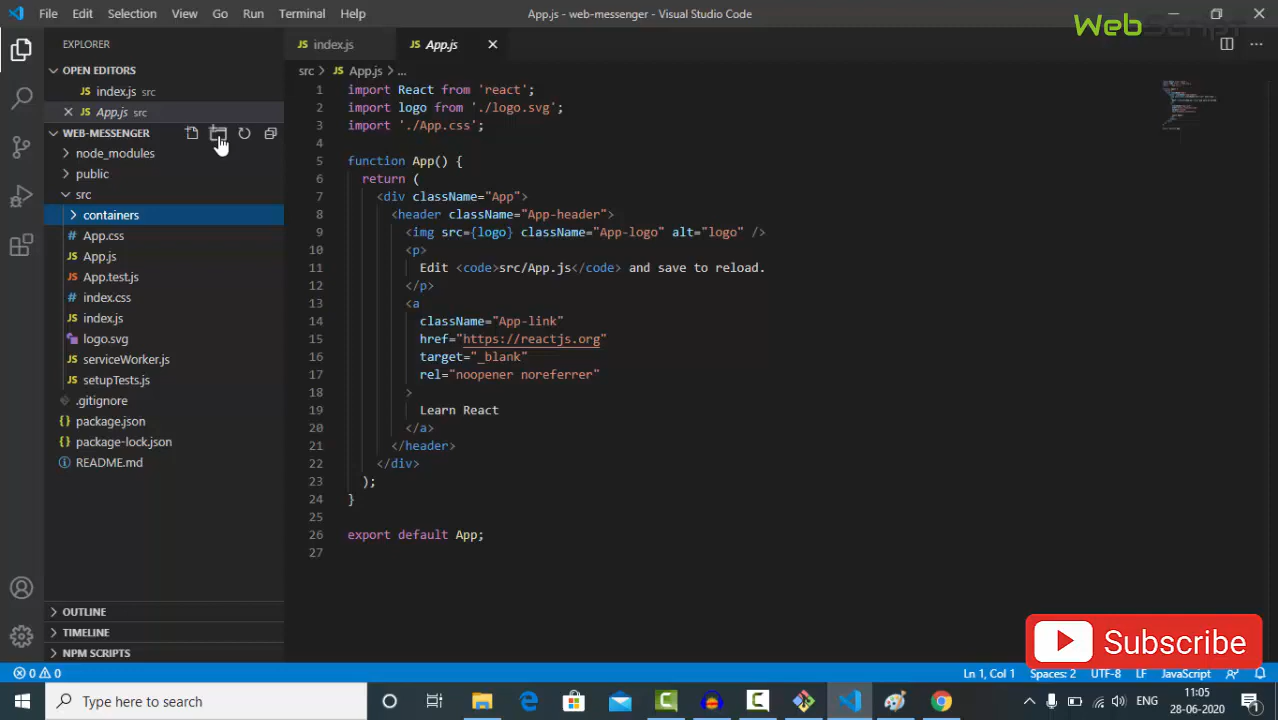 File Edit Selection View Go Run Terminal Help
App.js - web-messenger - Visual Studio Code
WebScript
EXPLORER
OPEN EDITORS
index.js src
App.js src
WEB-MESSENGER
node_modules
public
src
containers
App.css
App.js
App.test.js
index.css
index.js
logo.svg
serviceWorker.js
setupTests.js
.gitignore
package.json
package-lock.json
README.md
OUTLINE
TIMELINE
NPM SCRIPTS
index.js
App.js
src > App.js > ...
1 import React from 'react';
2 import logo from './logo.svg';
3 import './App.css';
4
5 function App() {
6 return (
7 <div className="App">
8 <header className="App-header">
9 <img src={logo} className="App-logo" alt="logo" />
10 <p>
11 Edit <code>src/App.js</code> and save to reload.
12 </p>
13 <a
14 className="App-link"
15 href="https://reactjs.org"
16 target="_blank"
17 rel="noopener noreferrer"
18 >
19 Learn React
20 </a>
21 </header>
22 </div>
23 );
24 }
25
26 export default App;
27
Subscribe
0 0
Ln 1, Col 1 Spaces: 2 UTF-8 LF JavaScript
Type here to search
ENG
11:05
28-06-2020
1